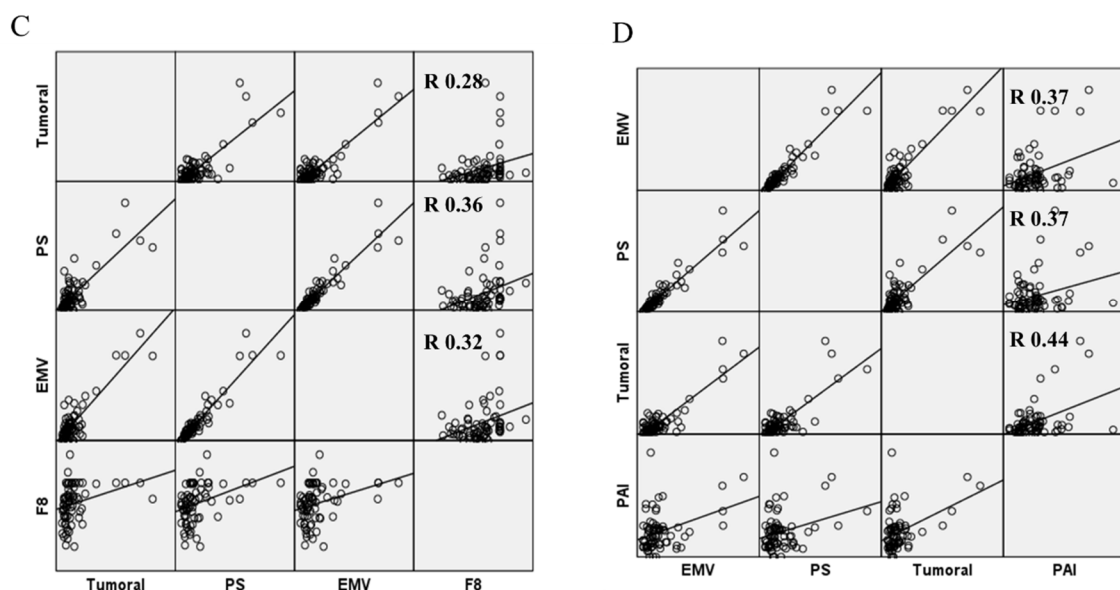 C
Tumoral
R 0.28
PS
R 0.36
EMV
R 0.32
F8
Tumoral PS EMV F8
D
EMV
R 0.37
PS
R 0.37
Tumoral
R 0.44
PAI
EMV PS Tumoral PAI